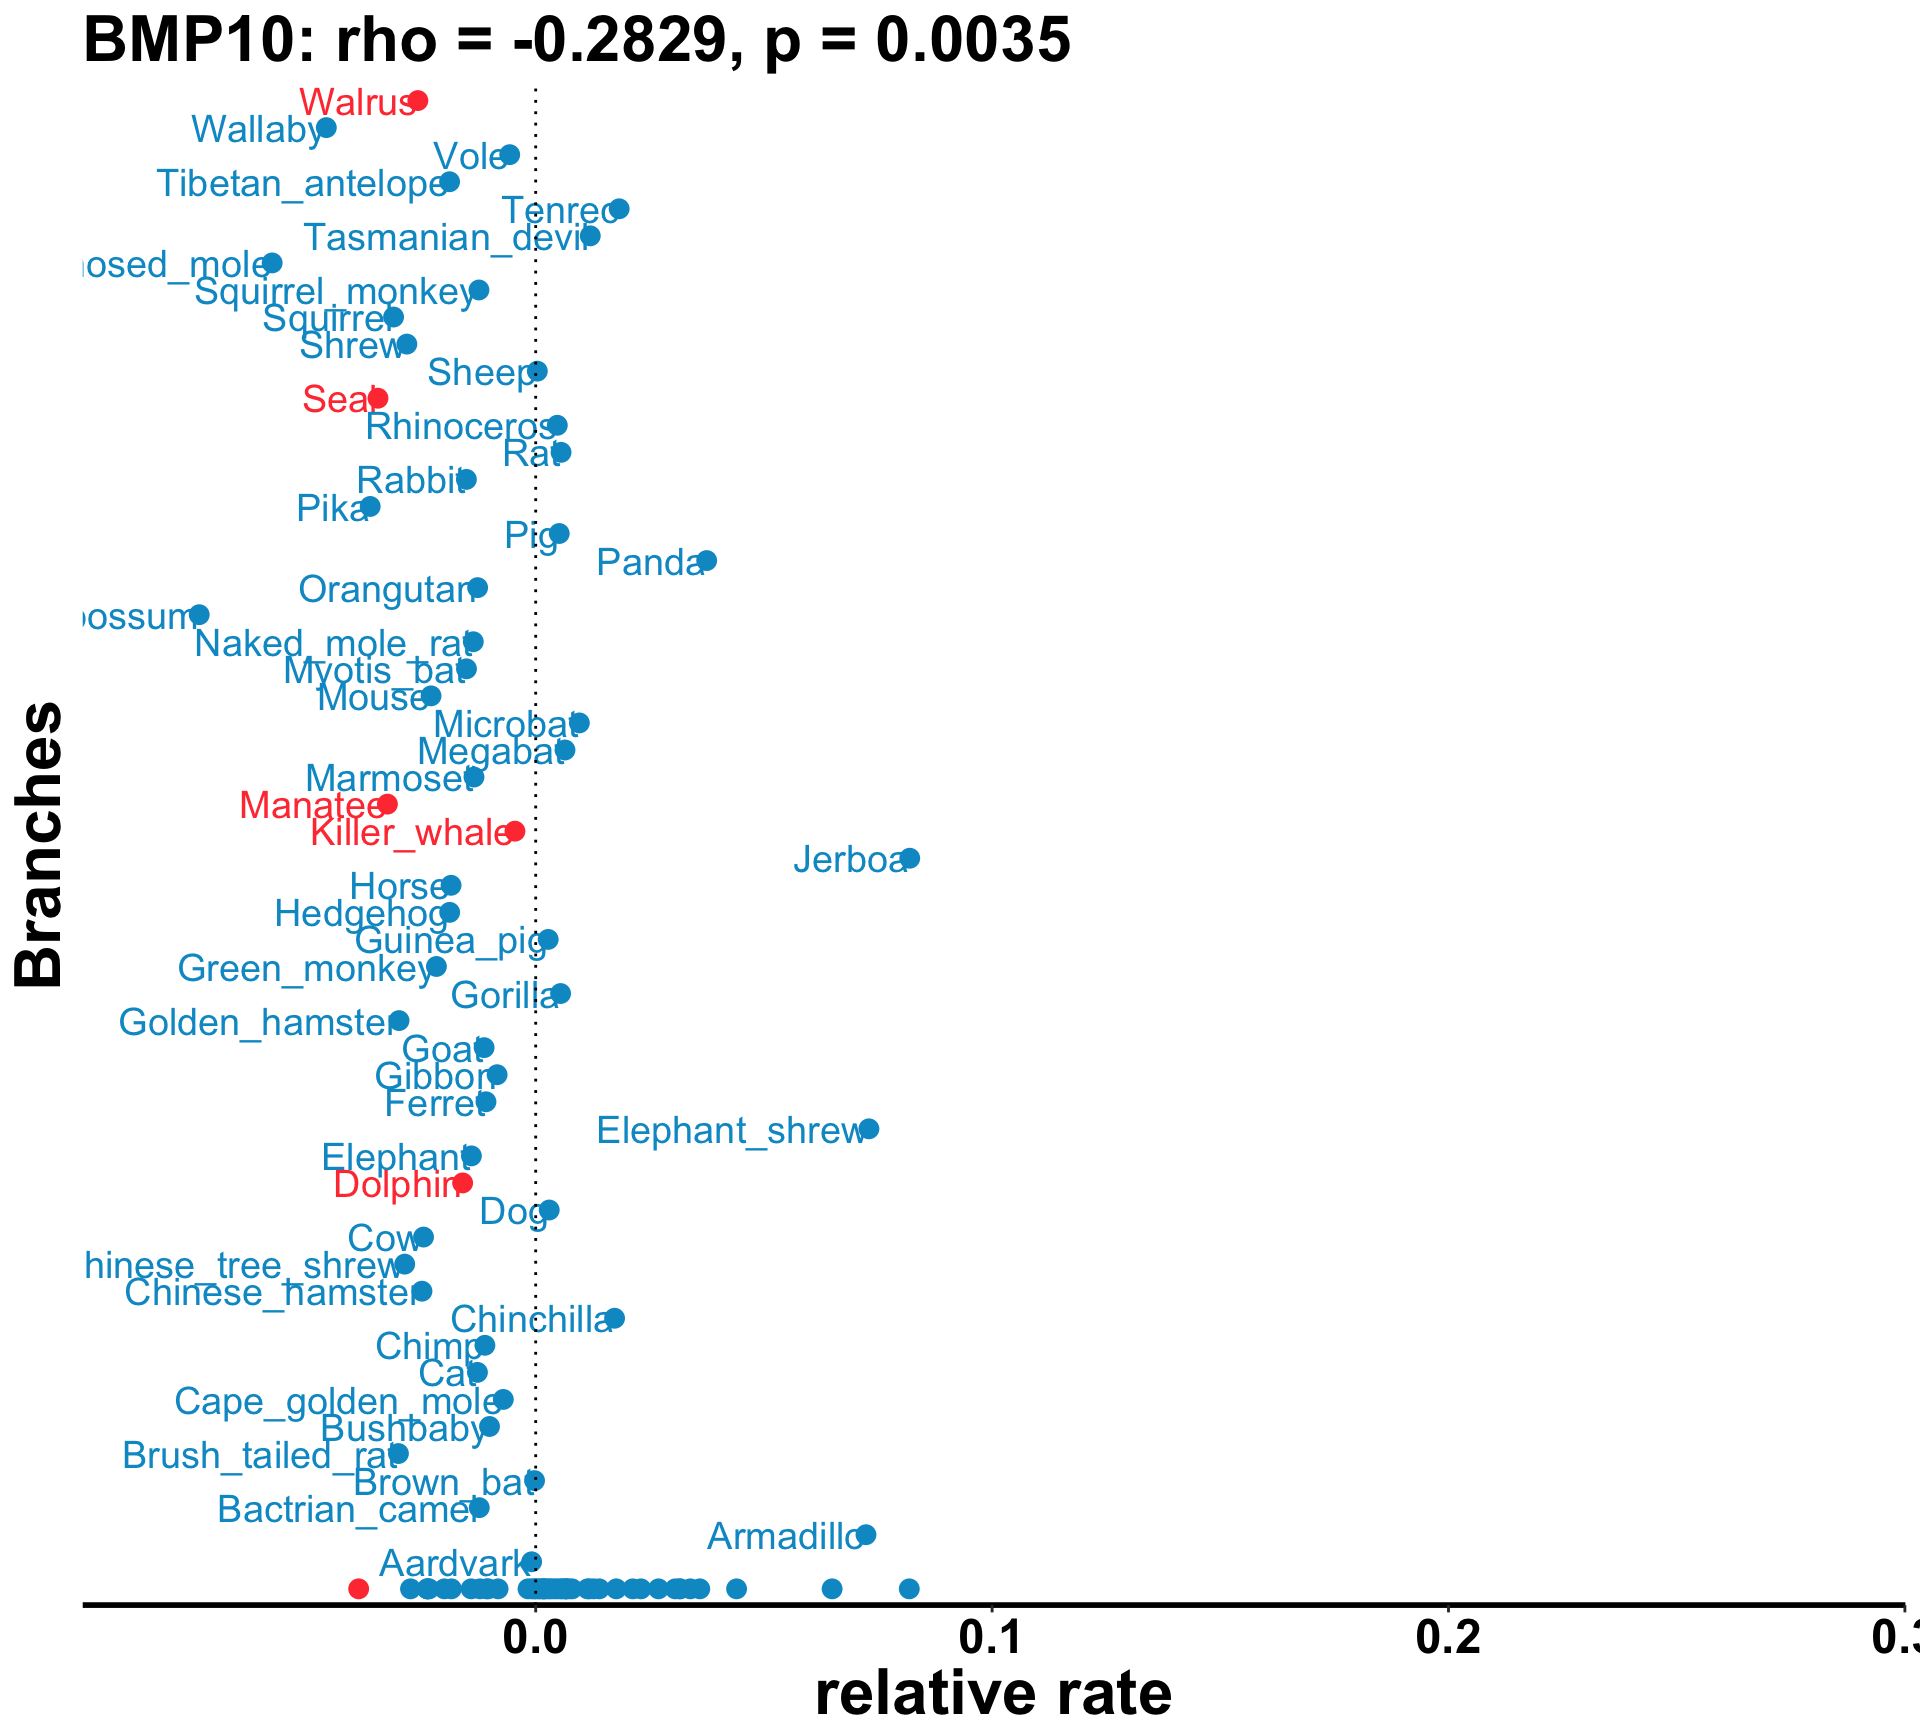 BMP10: rho = -0.2829, p = 0.0035
Walrus
Wallaby
Vole
Tibetan_antelope
Tenrec
Tasmanian_devil
nosed_mole
Squirrel_monkey
Squirrel
Shrew
Sheep
Seal
Rhinoceros
Rat
Rabbit
Pika
Pig
Panda
Orangutan
possum
Naked_mole_rat
Myotis_bat
Mouse
Microbat
Megabat
Marmoset
Manatee
Killer_whale
Jerboa
Horse
Hedgehog
Guinea_pig
Green_monkey
Gorilla
Golden_hamster
Goat
Gibbon
Ferret
Elephant_shrew
Elephant
Dolphin
Dog
Cow
hinese_tree_shrew
Chinese_hamster
Chinchilla
Chimp
Cat
Cape_golden_mole
Bushbaby
Brush_tailed_rat
Brown_bat
Bactrian_camel
Armadillo
Aardvark
Branches
0.0 0.1 0.2 0.3
relative rate